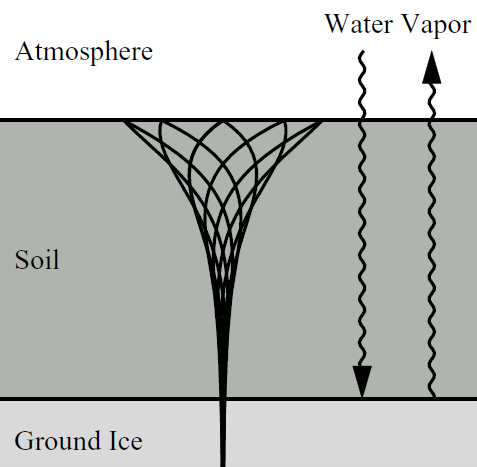 Water Vapor
Atmosphere
Soil
Ground Ice